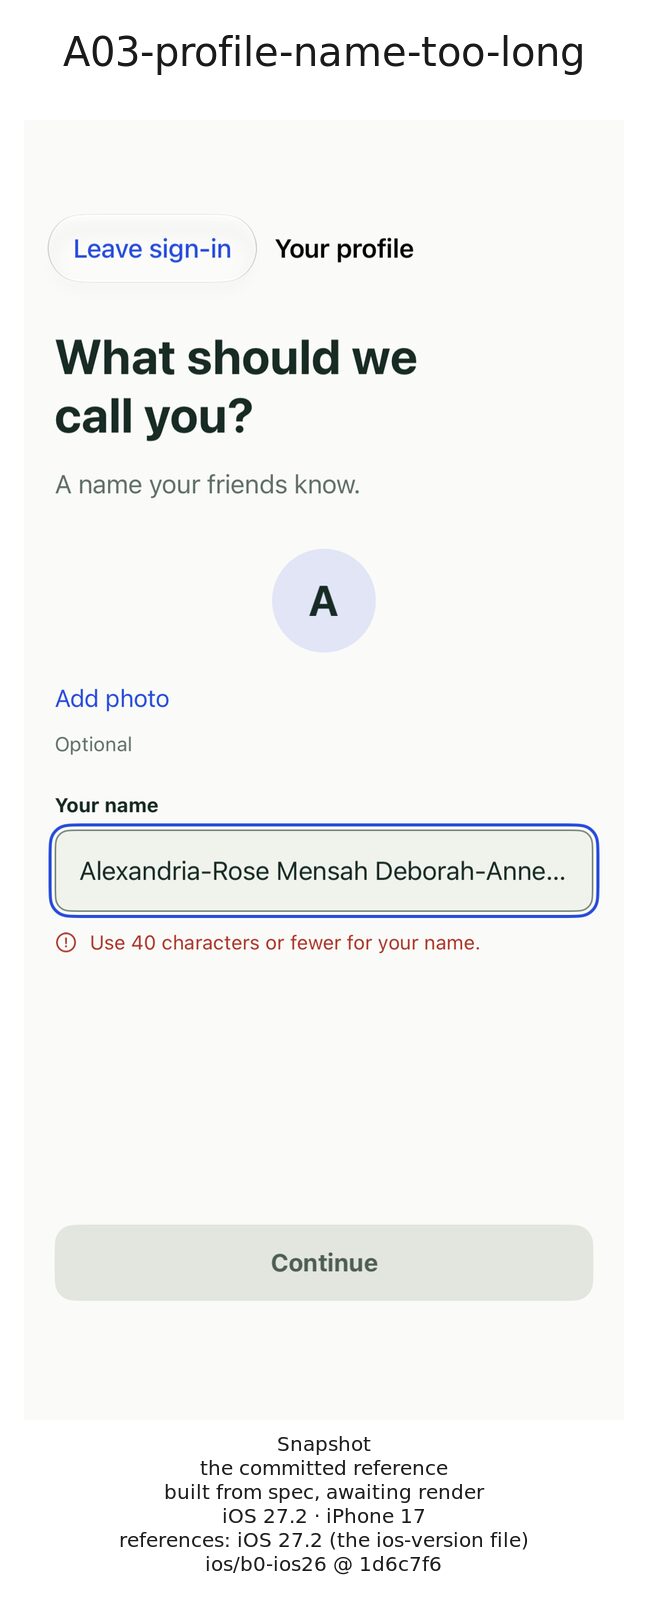 A03-profile-name-too-long
Leave sign-in
Your profile
What should we
call you?
A name your friends know.
A
Add photo
Optional
Your name
Alexandria-Rose Mensah Deborah-Anne...
Use 40 characters or fewer for your name.
Continue
Snapshot
the committed reference
built from spec, awaiting render
iOS 27.2 · iPhone 17
references: iOS 27.2 (the ios-version file)
ios/b0-ios26 @ 1d6c7f6